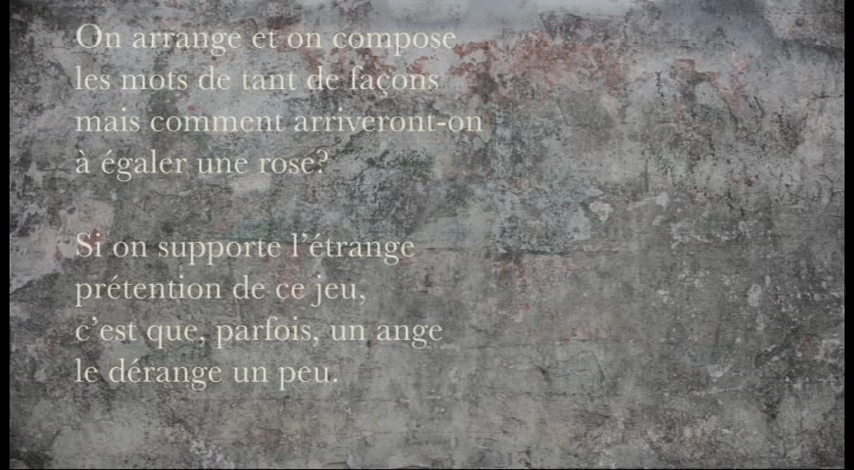 On arrange et on compose
les mots de tant de façons
mais comment arriveront-on
à égaler une rose?
Si on supporte l’étrange
prétention de ce jeu,
c’est que, parfois, un ange
le dérange un peu.